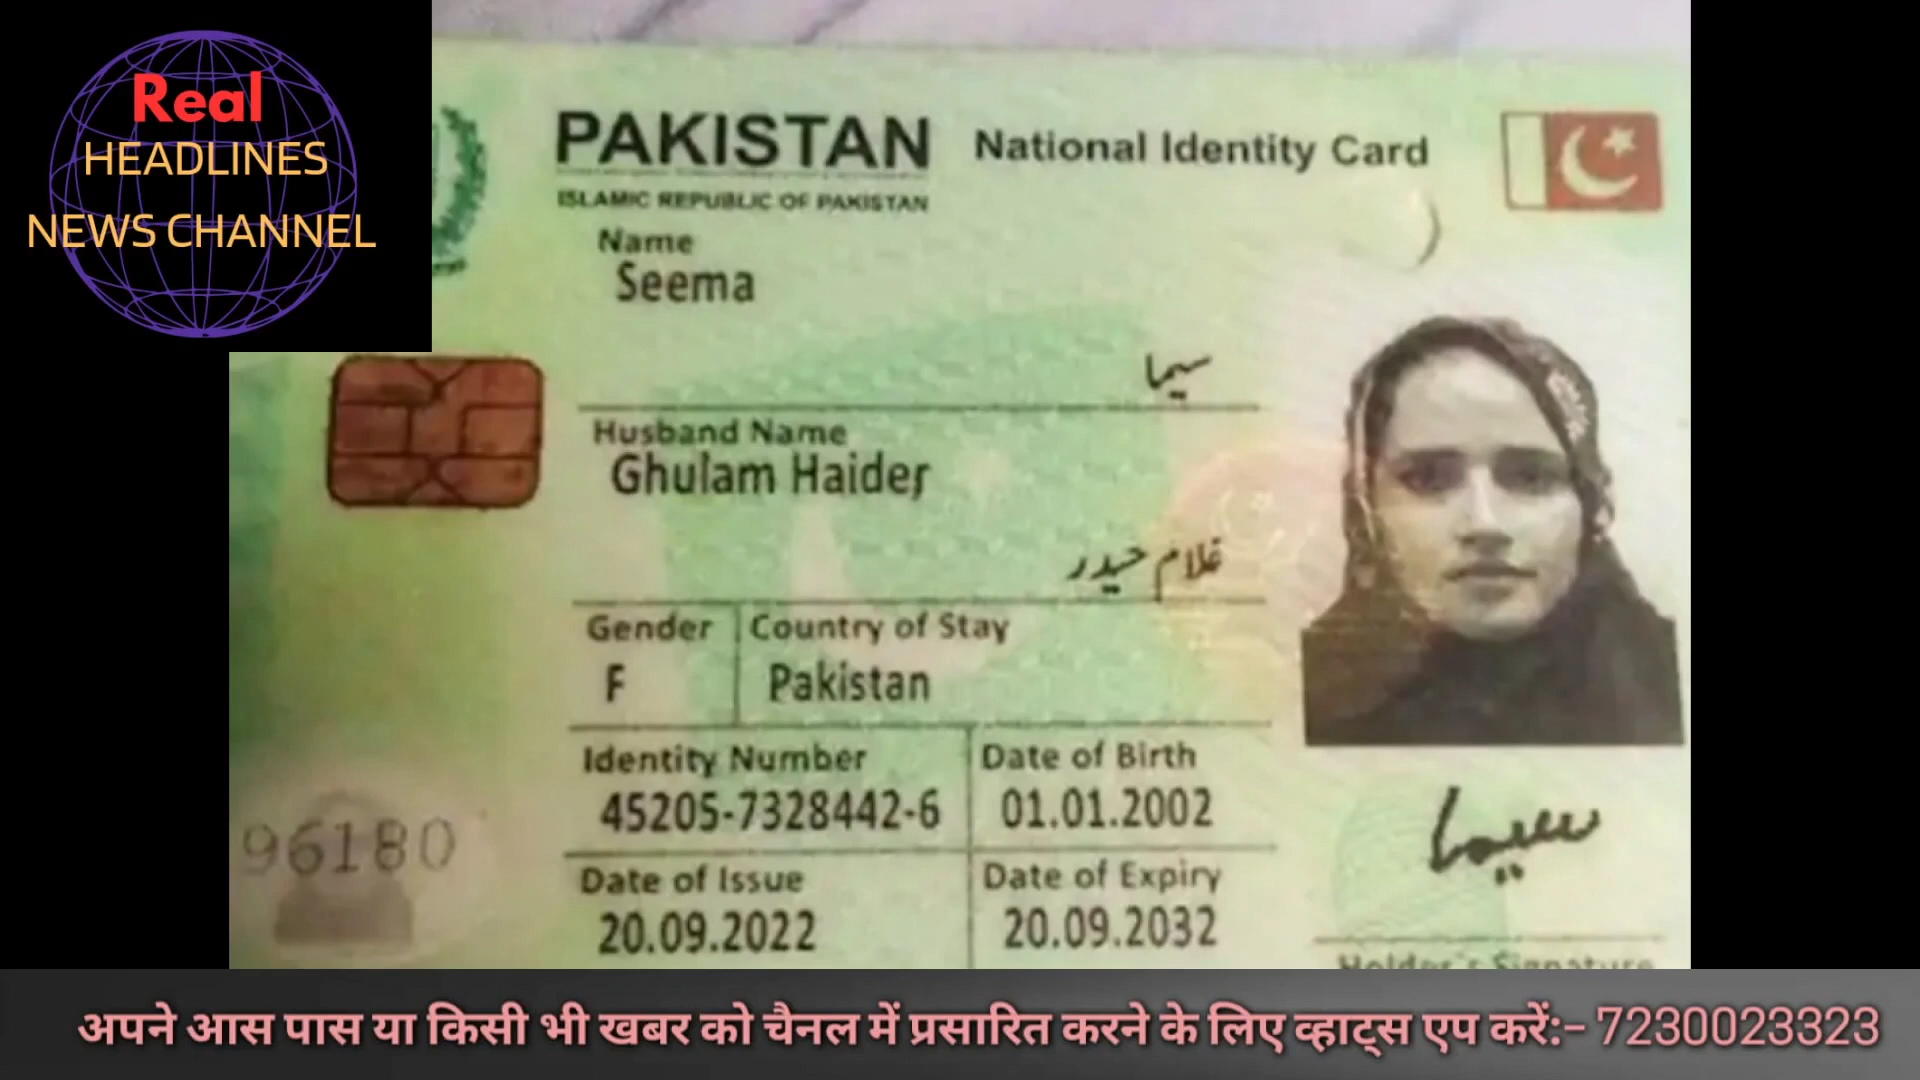 Real
HEADLINES
NEWS CHANNEL
PAKISTAN National Identity Card
ISLAMIC REPUBLIC OF PAKISTAN
Name
Seema
سیما
Husband Name
Ghulam Haider
غلام حیدر
Gender Country of Stay
F Pakistan
Identity Number Date of Birth
45205-7328442-6 01.01.2002
96180
سیما
Date of Issue Date of Expiry
20.09.2022 20.09.2032
Holder's Signature
अपने आस पास या किसी भी खबर को चैनल में प्रसारित करने के लिए व्हाट्स एप करें:- 7230023323